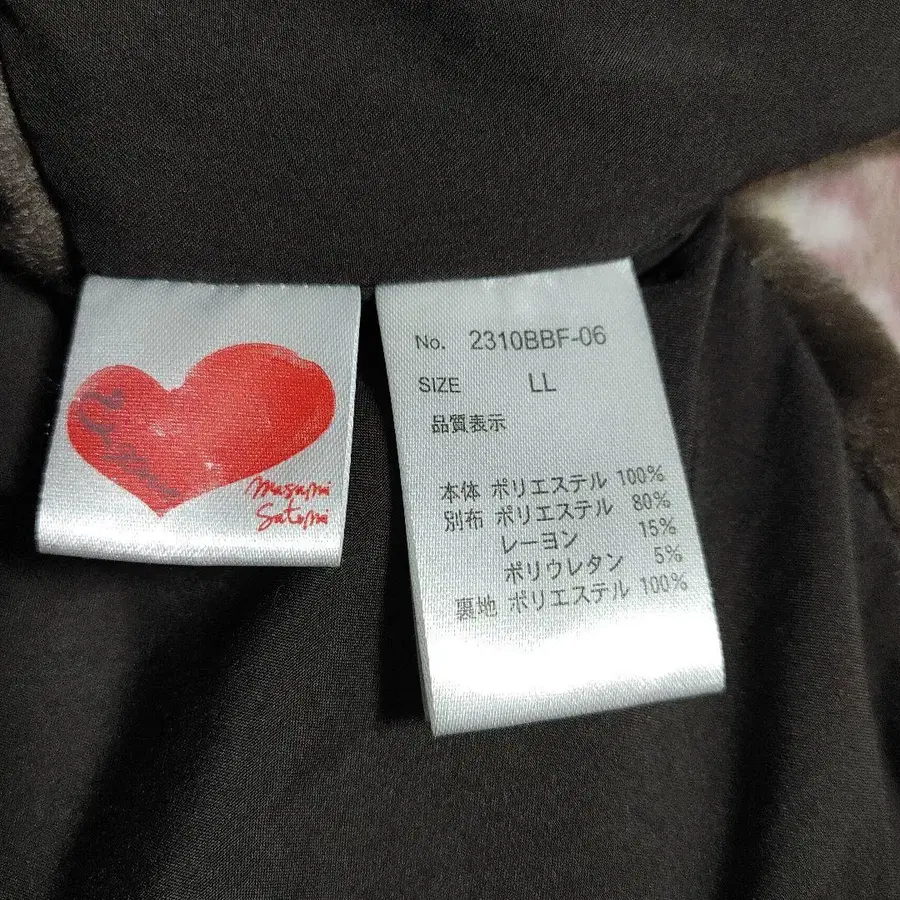 masami
Satomi
No. 2310BBF-06
SIZE LL
品質表示
本体 ポリエステル 100%
別布 ポリエステル 80%
レーヨン 15%
ポリウレタン 5%
裏地 ポリエステル 100%